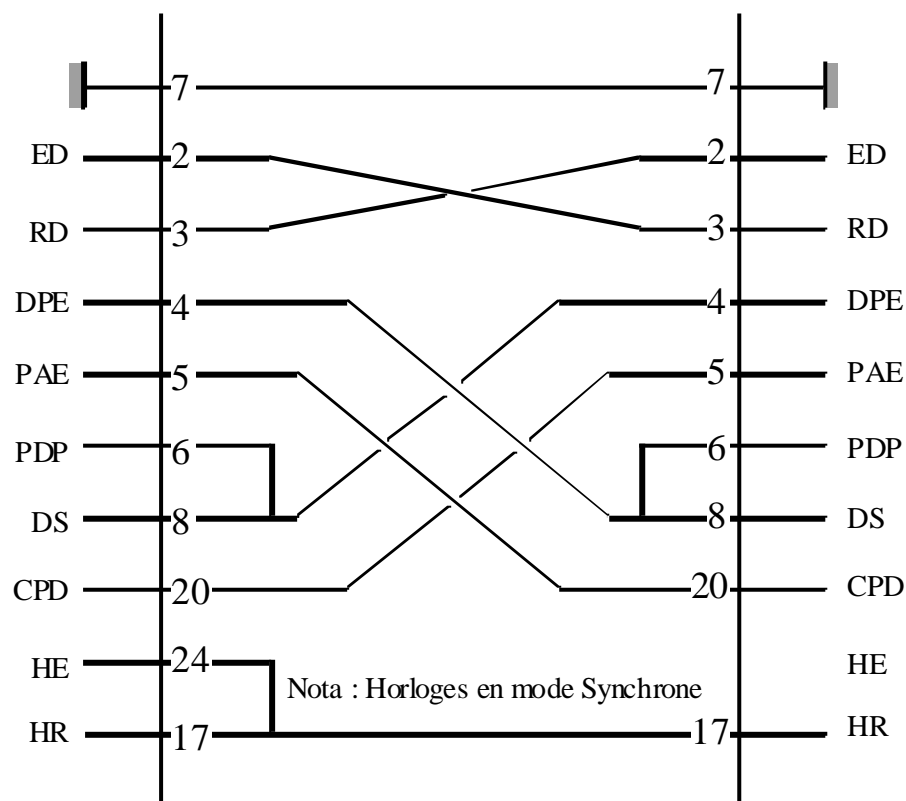 7 7
ED 2 2 ED
RD 3 3 RD
DPE 4 4 DPE
PAE 5 5 PAE
PDP 6 6 PDP
DS 8 8 DS
CPD 20 20 CPD
HE 24 HE
Nota : Horloges en mode Synchrone
HR 17 17 HR